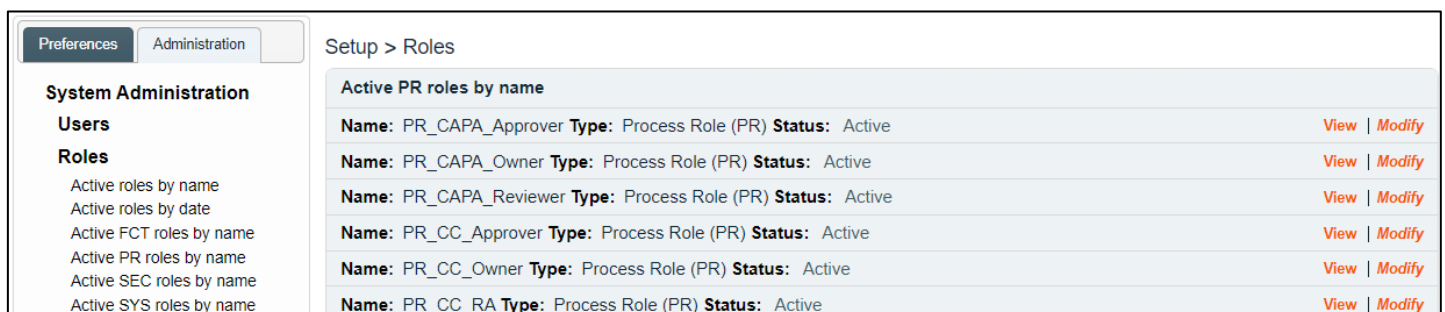 Preferences
Administration
System Administration
Users
Roles
Active roles by name
Active roles by date
Active FCT roles by name
Active PR roles by name
Active SEC roles by name
Active SYS roles by name
Setup > Roles
Active PR roles by name
Name: PR_CAPA_Approver Type: Process Role (PR) Status: Active View | Modify
Name: PR_CAPA_Owner Type: Process Role (PR) Status: Active View | Modify
Name: PR_CAPA_Reviewer Type: Process Role (PR) Status: Active View | Modify
Name: PR_CC_Approver Type: Process Role (PR) Status: Active View | Modify
Name: PR_CC_Owner Type: Process Role (PR) Status: Active View | Modify
Name: PR_CC_RA Type: Process Role (PR) Status: Active View | Modify